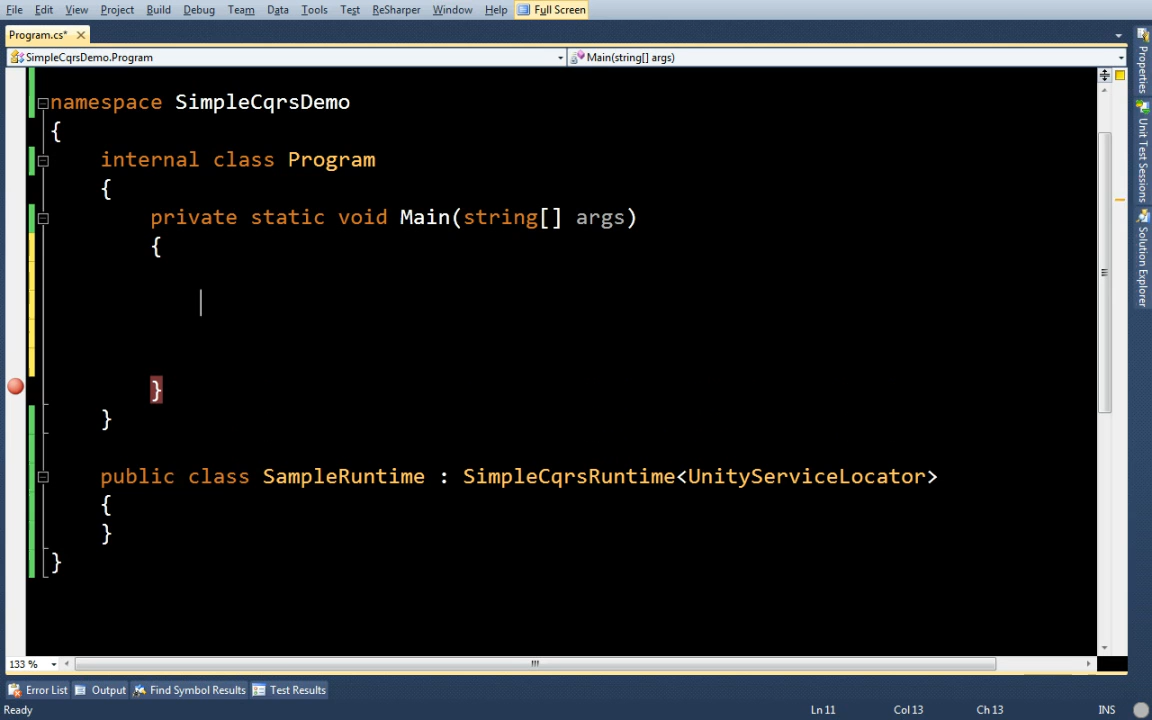 File Edit View Project Build Debug Team Data Tools Test ReSharper Window Help Full Screen
Program.cs*
SimpleCqrsDemo.Program Main(string[] args)
namespace SimpleCqrsDemo
{
internal class Program
{
private static void Main(string[] args)
{
}
}
public class SampleRuntime : SimpleCqrsRuntime<UnityServiceLocator>
{
}
}
Properties
Unit Test Sessions
Solution Explorer
133 %
Error List Output Find Symbol Results Test Results
Ready Ln 11 Col 13 Ch 13 INS